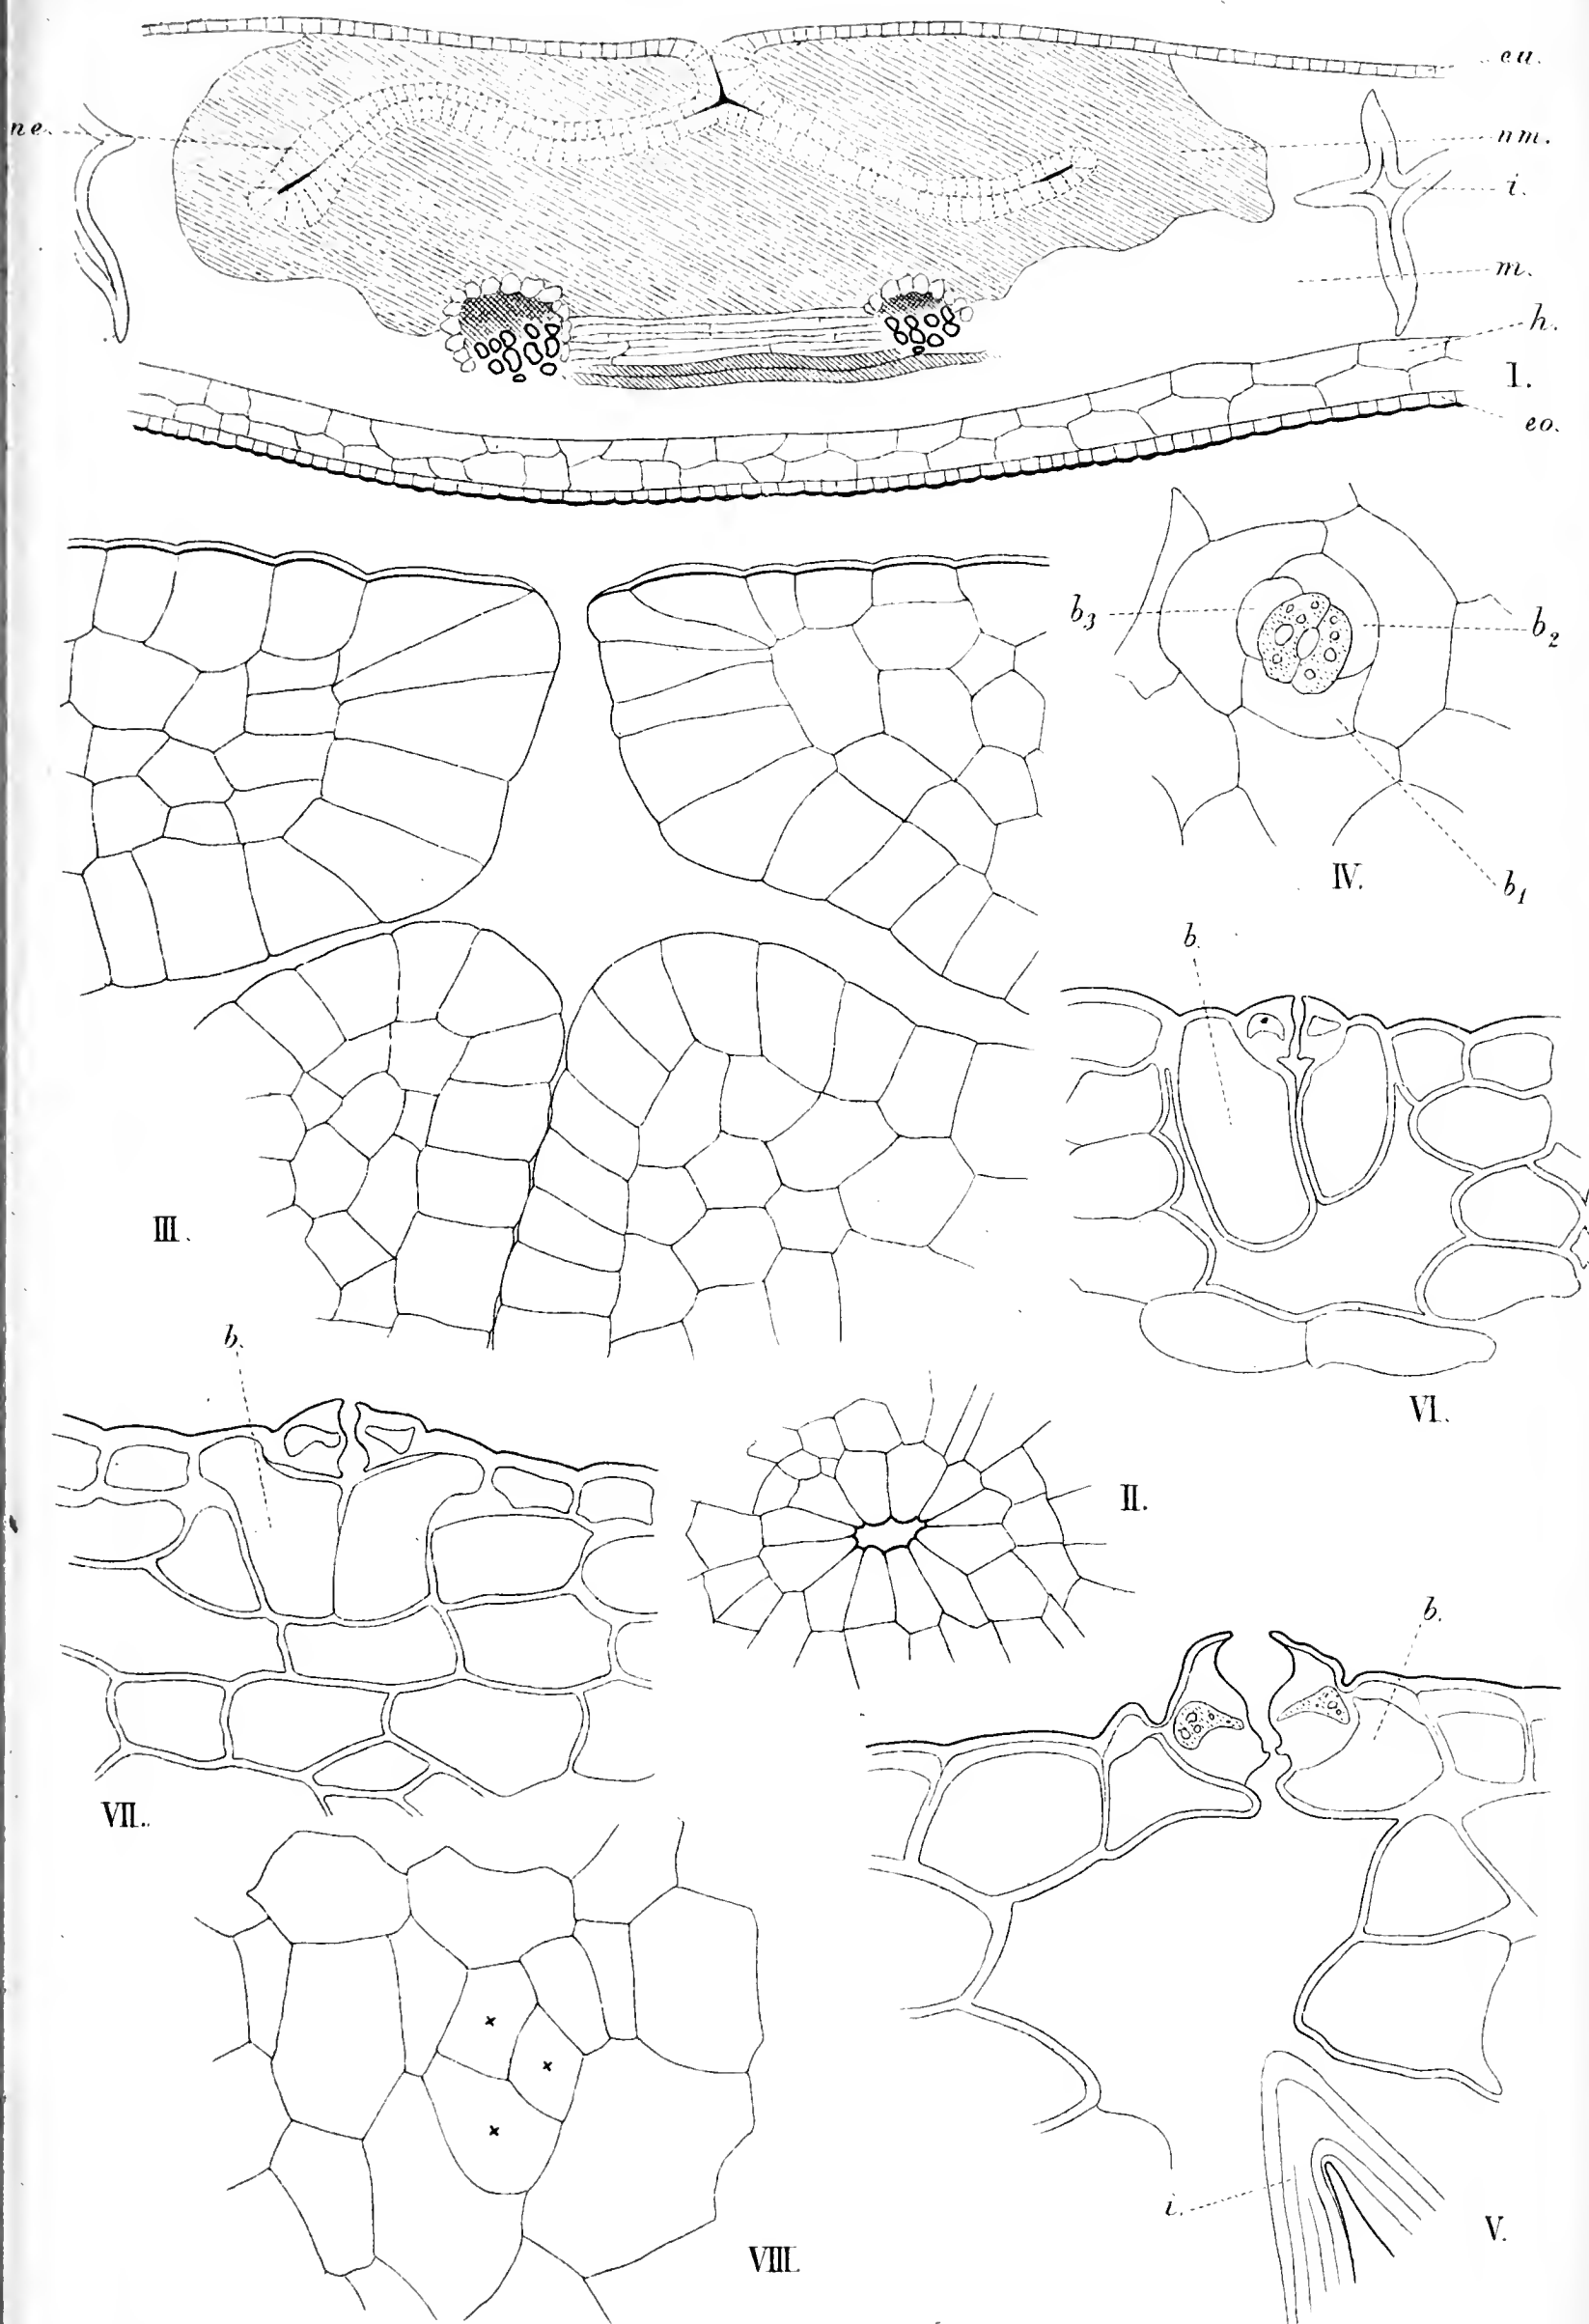 eu.
ne.
nm.
i.
m.
h.
I.
eo.
b3
b2
IV.
b1
b.
III.
b.
VI.
II.
b.
VII.
i.
V.
VIII.